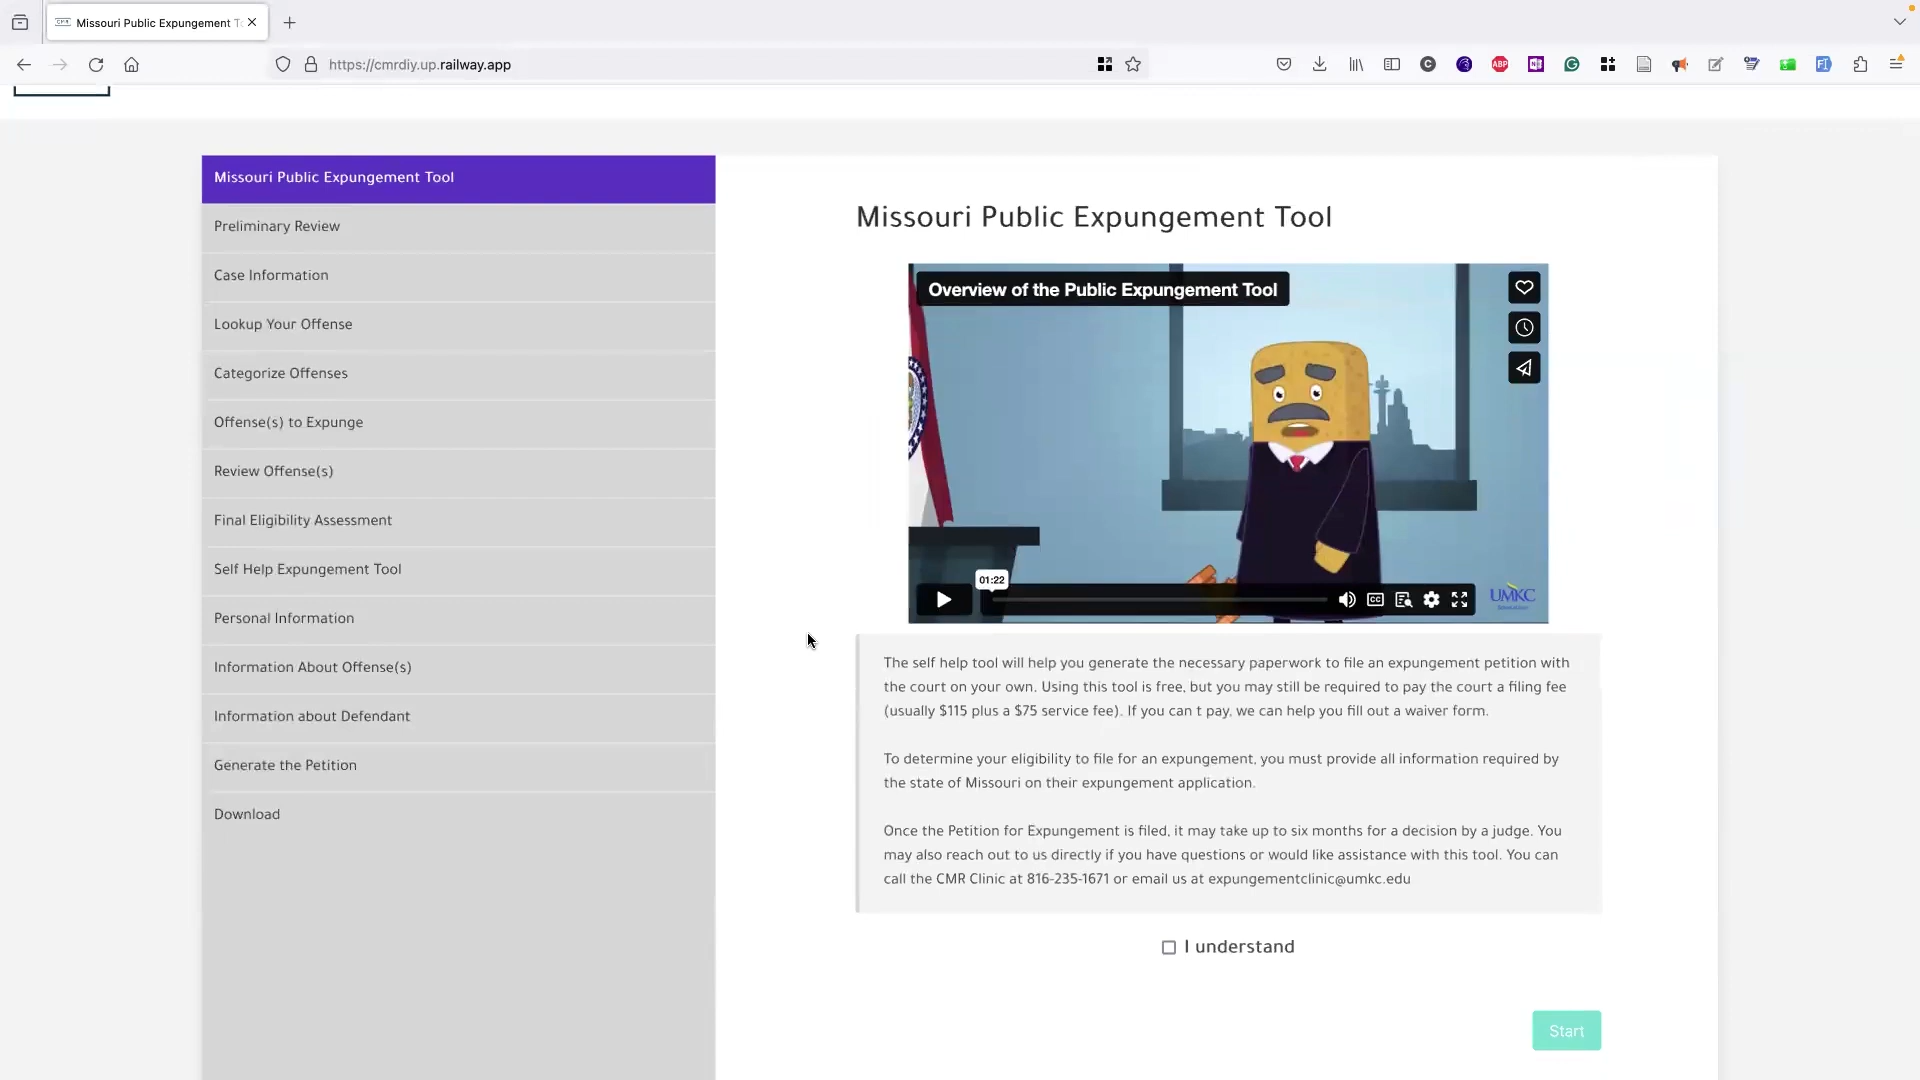 Missouri Public Expungement T
https://cmrdiy.up.railway.app
Missouri Public Expungement Tool
Preliminary Review
Case Information
Lookup Your Offense
Categorize Offenses
Offense(s) to Expunge
Review Offense(s)
Final Eligibility Assessment
Self Help Expungement Tool
Personal Information
Information About Offense(s)
Information about Defendant
Generate the Petition
Download
Missouri Public Expungement Tool
Overview of the Public Expungement Tool
01:22
CC
UMKC
The self help tool will help you generate the necessary paperwork to file an expungement petition with
the court on your own. Using this tool is free, but you may still be required to pay the court a filing fee
(usually $115 plus a $75 service fee). If you can t pay, we can help you fill out a waiver form.
To determine your eligibility to file for an expungement, you must provide all information required by
the state of Missouri on their expungement application.
Once the Petition for Expungement is filed, it may take up to six months for a decision by a judge. You
may also reach out to us directly if you have questions or would like assistance with this tool. You can
call the CMR Clinic at 816-235-1671 or email us at expungementclinic@umkc.edu
I understand
Start